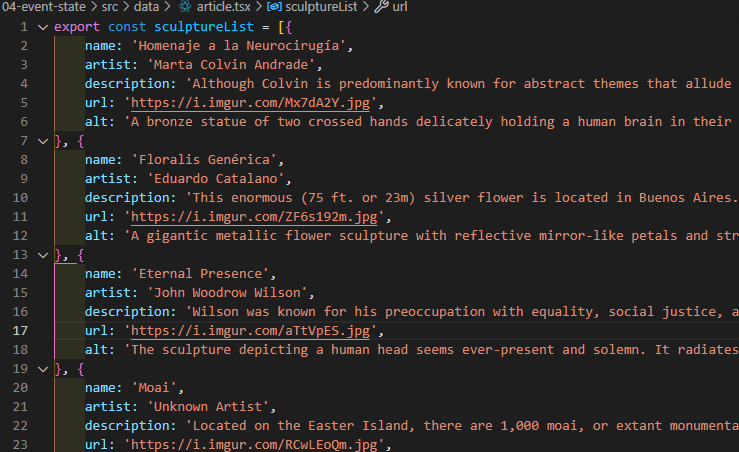 04-event-state > src > data > article.tsx > sculptureList > url
1 export const sculptureList = [{
2 name: 'Homenaje a la Neurocirugía',
3 artist: 'Marta Colvin Andrade',
4 description: 'Although Colvin is predominantly known for abstract themes that allude
5 url: 'https://i.imgur.com/Mx7dA2Y.jpg',
6 alt: 'A bronze statue of two crossed hands delicately holding a human brain in their
7 }, {
8 name: 'Floralis Genérica',
9 artist: 'Eduardo Catalano',
10 description: 'This enormous (75 ft. or 23m) silver flower is located in Buenos Aires.
11 url: 'https://i.imgur.com/ZF6s192m.jpg',
12 alt: 'A gigantic metallic flower sculpture with reflective mirror-like petals and str
13 }, {
14 name: 'Eternal Presence',
15 artist: 'John Woodrow Wilson',
16 description: 'Wilson was known for his preoccupation with equality, social justice, a
17 url: 'https://i.imgur.com/aTtVpES.jpg',
18 alt: 'The sculpture depicting a human head seems ever-present and solemn. It radiates
19 }, {
20 name: 'Moai',
21 artist: 'Unknown Artist',
22 description: 'Located on the Easter Island, there are 1,000 moai, or extant monumenta
23 url: 'https://i.imgur.com/RCwLEoQm.jpg',